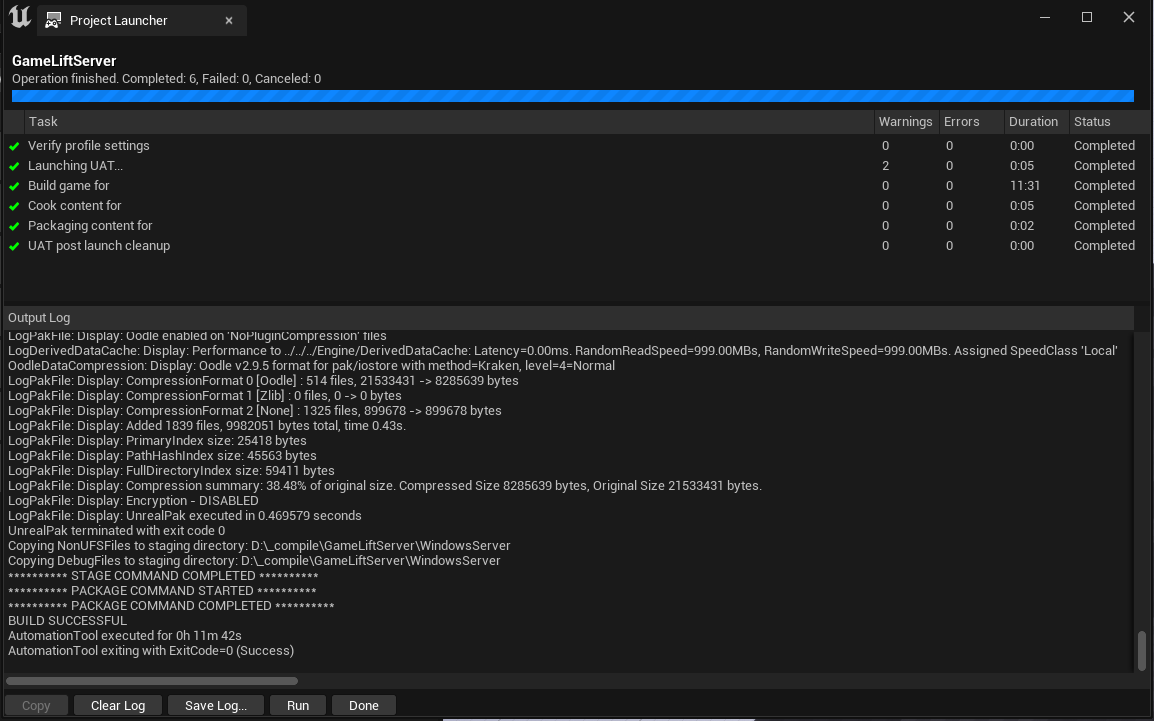 Project Launcher
GameLiftServer
Operation finished. Completed: 6, Failed: 0, Canceled: 0
Task Warnings Errors Duration Status
Verify profile settings 0 0 0:00 Completed
Launching UAT... 2 0 0:05 Completed
Build game for 0 0 11:31 Completed
Cook content for 0 0 0:05 Completed
Packaging content for 0 0 0:02 Completed
UAT post launch cleanup 0 0 0:00 Completed
Output Log
LogPakFile: Display: Oodle enabled on 'NoPluginCompression' files
LogDerivedDataCache: Display: Performance to ../../../Engine/DerivedDataCache: Latency=0.00ms. RandomReadSpeed=999.00MBs, RandomWriteSpeed=999.00MBs. Assigned SpeedClass 'Local'
OodleDataCompression: Display: Oodle v2.9.5 format for pak/iostore with method=Kraken, level=4=Normal
LogPakFile: Display: CompressionFormat 0 [Oodle] : 514 files, 21533431 -> 8285639 bytes
LogPakFile: Display: CompressionFormat 1 [Zlib] : 0 files, 0 -> 0 bytes
LogPakFile: Display: CompressionFormat 2 [None] : 1325 files, 899678 -> 899678 bytes
LogPakFile: Display: Added 1839 files, 9982051 bytes total, time 0.43s.
LogPakFile: Display: PrimaryIndex size: 25418 bytes
LogPakFile: Display: PathHashIndex size: 45563 bytes
LogPakFile: Display: FullDirectoryIndex size: 59411 bytes
LogPakFile: Display: Compression summary: 38.48% of original size. Compressed Size 8285639 bytes, Original Size 21533431 bytes.
LogPakFile: Display: Encryption - DISABLED
LogPakFile: Display: UnrealPak executed in 0.469579 seconds
UnrealPak terminated with exit code 0
Copying NonUFSFiles to staging directory: D:\_compile\GameLiftServer\WindowsServer
Copying DebugFiles to staging directory: D:\_compile\GameLiftServer\WindowsServer
********** STAGE COMMAND COMPLETED **********
********** PACKAGE COMMAND STARTED **********
********** PACKAGE COMMAND COMPLETED **********
BUILD SUCCESSFUL
AutomationTool executed for 0h 11m 42s
AutomationTool exiting with ExitCode=0 (Success)
Copy Clear Log Save Log... Run Done